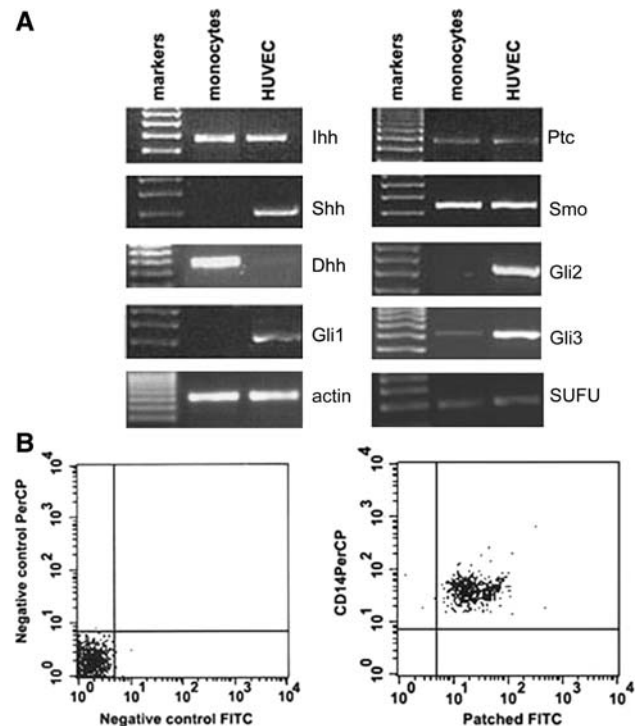 A
markers
monocytes
HUVEC
Ihh
Shh
Dhh
Gli1
actin
markers
monocytes
HUVEC
Ptc
Smo
Gli2
Gli3
SUFU
B
Negative control PerCP
10^0 10^1 10^2 10^3 10^4
10^0 10^1 10^2 10^3 10^4
Negative control FITC
CD14PerCP
10^0 10^1 10^2 10^3 10^4
10^0 10^1 10^2 10^3 10^4
Patched FITC